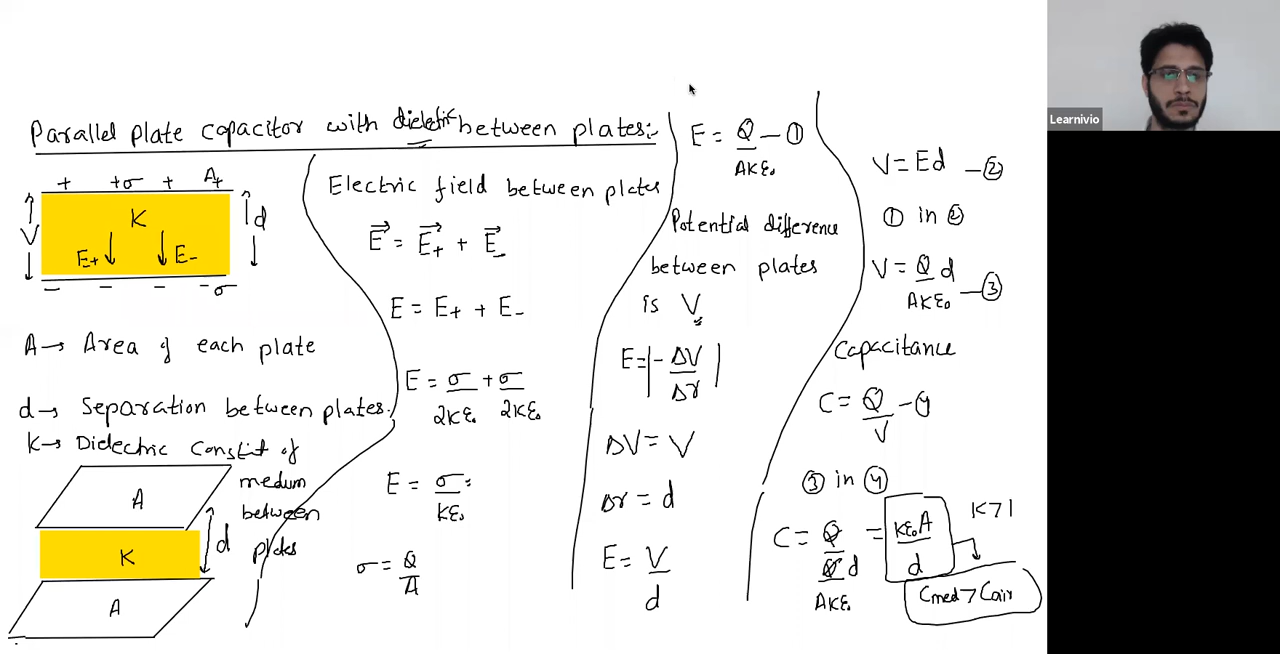 Parallel plate capacitor with dielectric between plates:-
+ +σ + A+
K
V
d
E+ ↓ ↓ E-
- - - -σ
A → Area of each plate
d → Separation between plates.
K → Dielectric Constt of
medum
between
plates
A
K
d
A
Electric field between plates
E⃗ = E⃗+ + E⃗-
E = E+ + E-
E = σ/2Kε₀ + σ/2Kε₀
E = σ/Kε₀
σ = Q/A
E = Q/AKε₀ — ①
Potential difference
between plates
is V
E = |-ΔV/Δr|
ΔV = V
Δr = d
E = V/d
V = Ed — ②
① in ②
V = Qd/AKε₀ — ③
Capacitance
C = Q/V — ④
③ in ④
C = Q/(Qd/AKε₀) = Kε₀A/d
K>1
Cmed > Cair
Learnivio